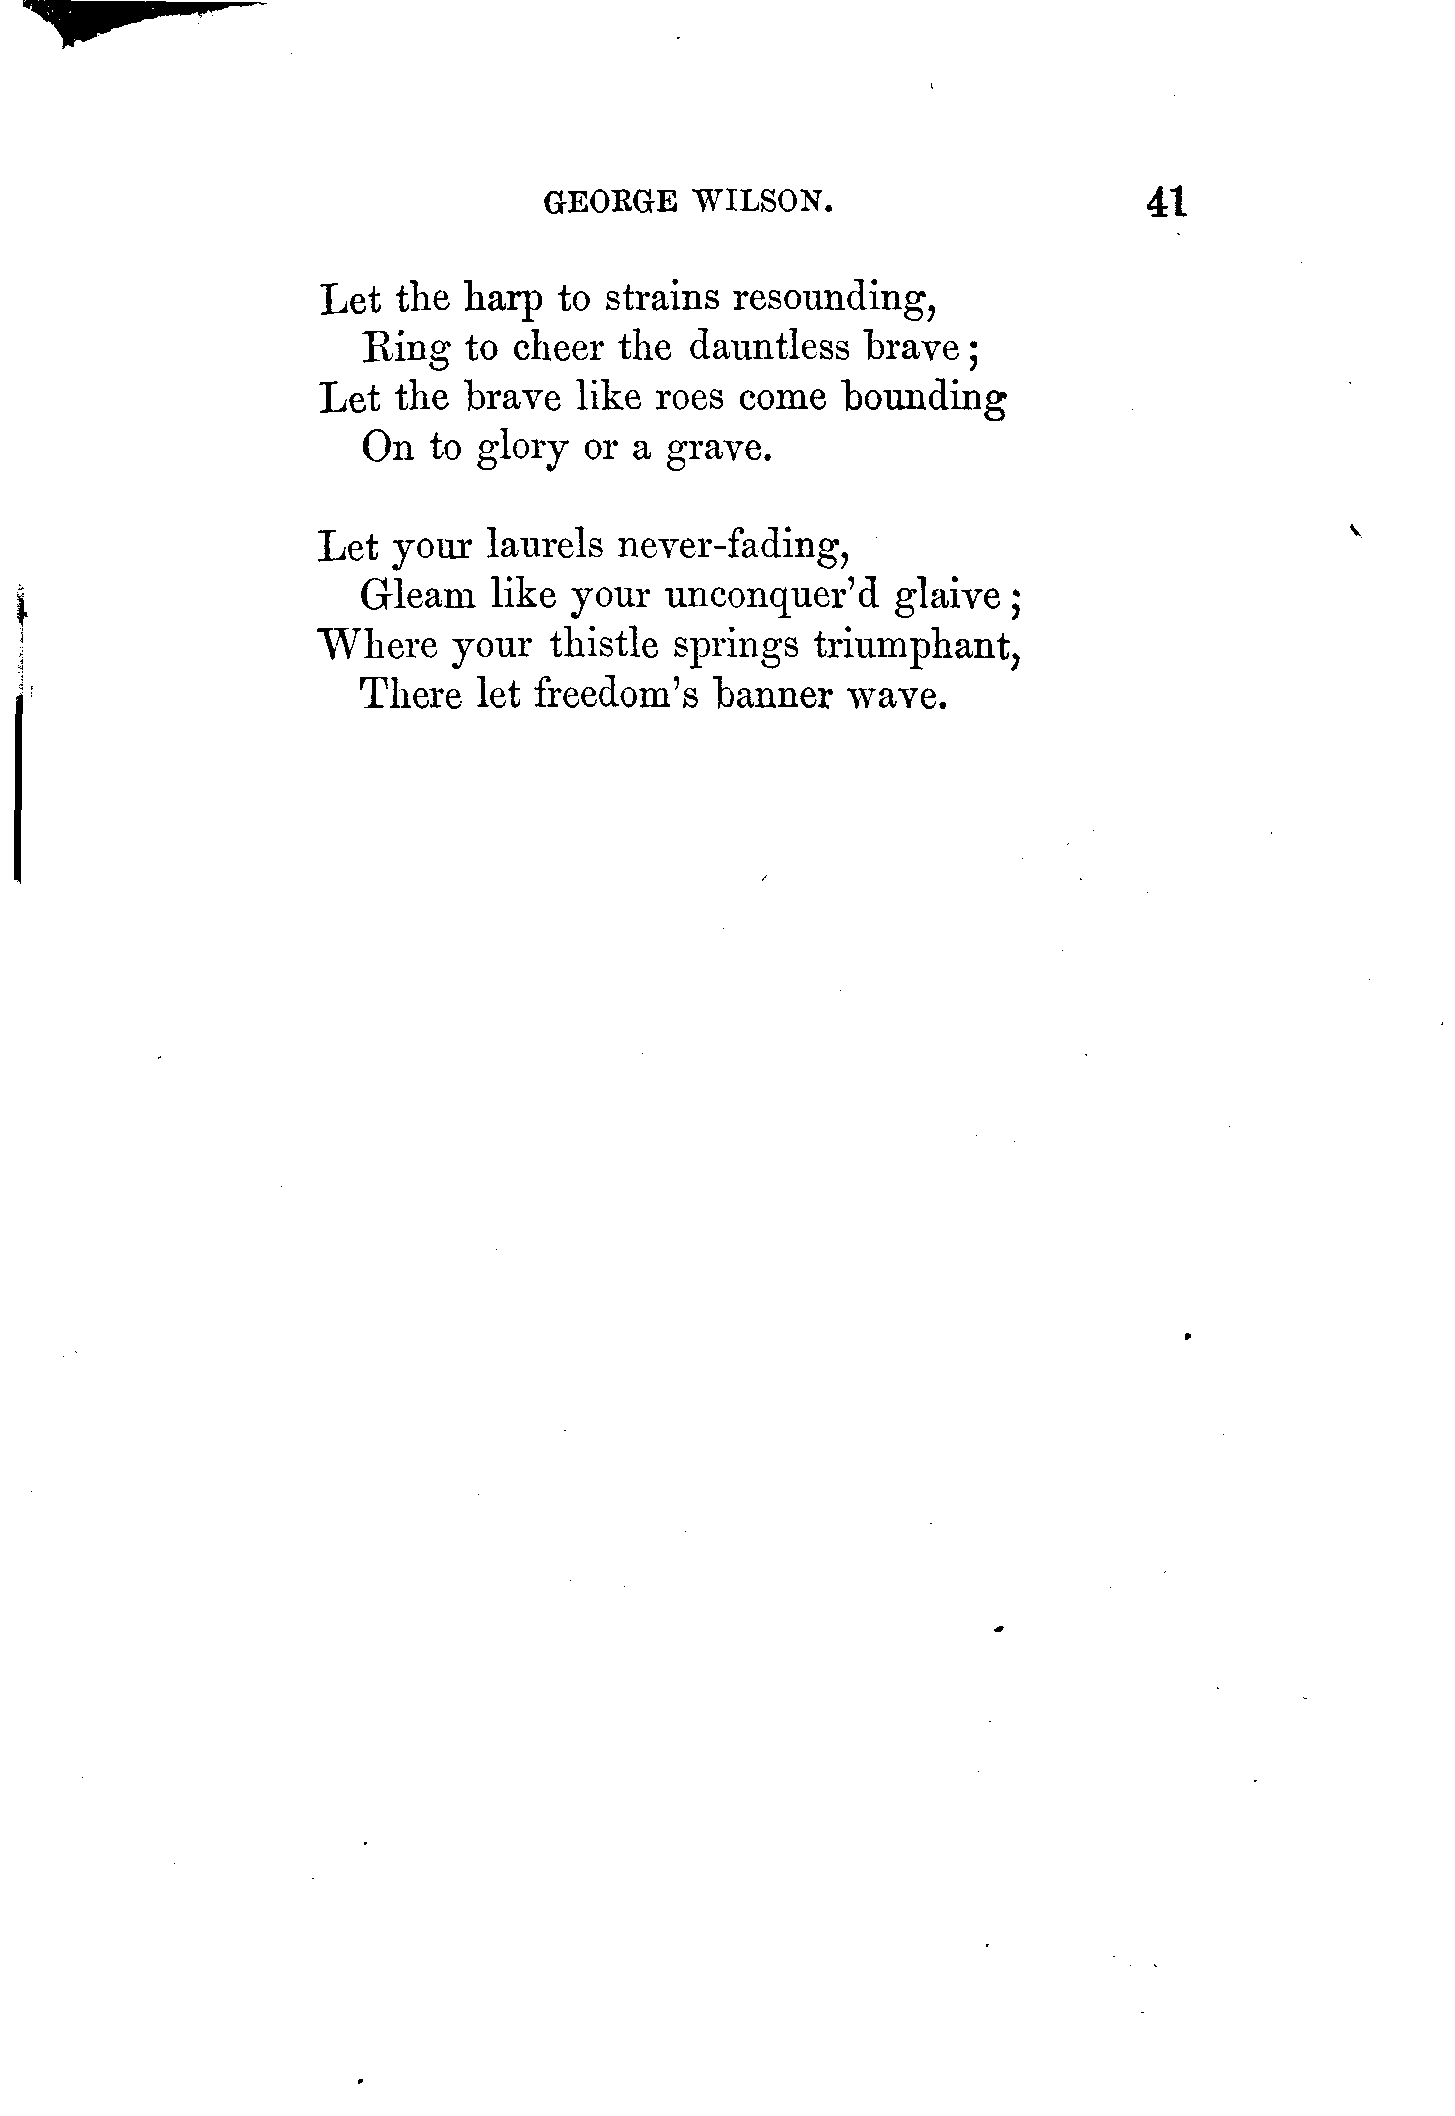 GEORGE WILSON. 41
Let the harp to strains resounding,
Ring to cheer the dauntless brave;
Let the brave like roes come bounding
On to glory or a grave.
Let your laurels never-fading,
Gleam like your unconquer'd glaive;
Where your thistle springs triumphant,
There let freedom's banner wave.